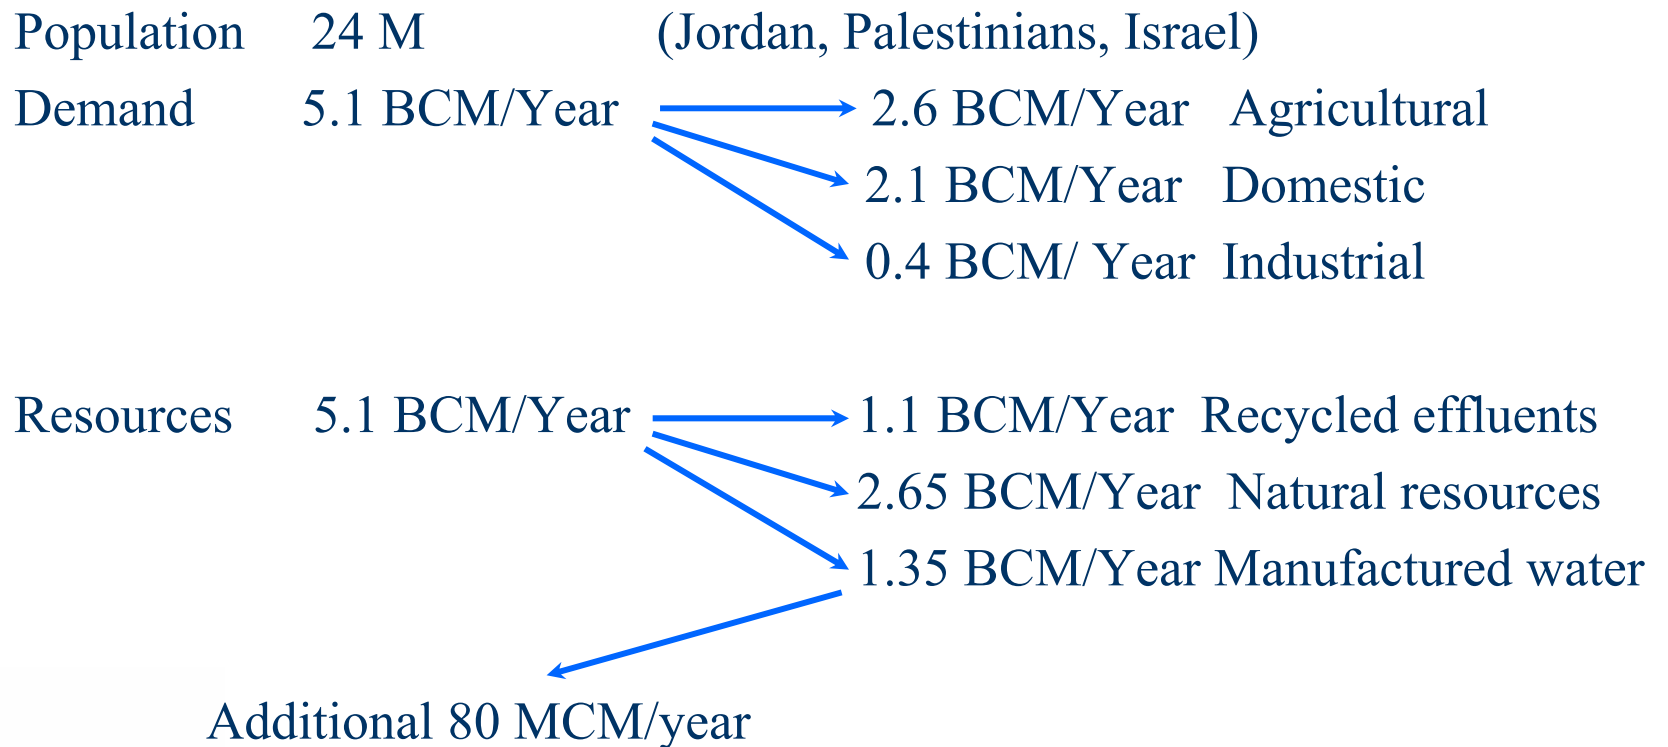 Population 24 M (Jordan, Palestinians, Israel)
Demand 5.1 BCM/Year 2.6 BCM/Year Agricultural
2.1 BCM/Year Domestic
0.4 BCM/ Year Industrial
Resources 5.1 BCM/Year 1.1 BCM/Year Recycled effluents
2.65 BCM/Year Natural resources
1.35 BCM/Year Manufactured water
Additional 80 MCM/year